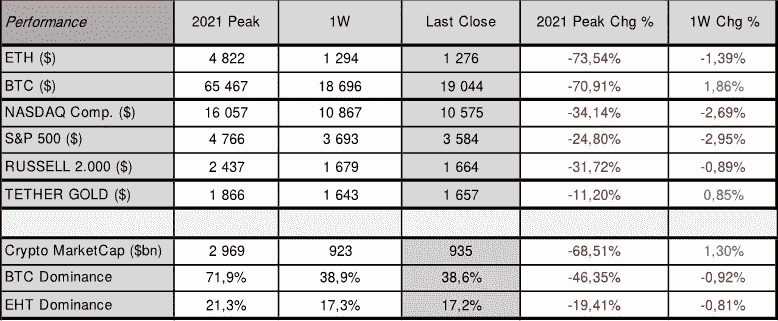 Performance 2021 Peak 1W Last Close 2021 Peak Chg % 1W Chg %
ETH ($) 4 822 1 294 1 276 -73,54% -1,39%
BTC ($) 65 467 18 696 19 044 -70,91% 1,86%
NASDAQ Comp. ($) 16 057 10 867 10 575 -34,14% -2,69%
S&P 500 ($) 4 766 3 693 3 584 -24,80% -2,95%
RUSSELL 2.000 ($) 2 437 1 679 1 664 -31,72% -0,89%
TETHER GOLD ($) 1 866 1 643 1 657 -11,20% 0,85%
Crypto MarketCap ($bn) 2 969 923 935 -68,51% 1,30%
BTC Dominance 71,9% 38,9% 38,6% -46,35% -0,92%
EHT Dominance 21,3% 17,3% 17,2% -19,41% -0,81%